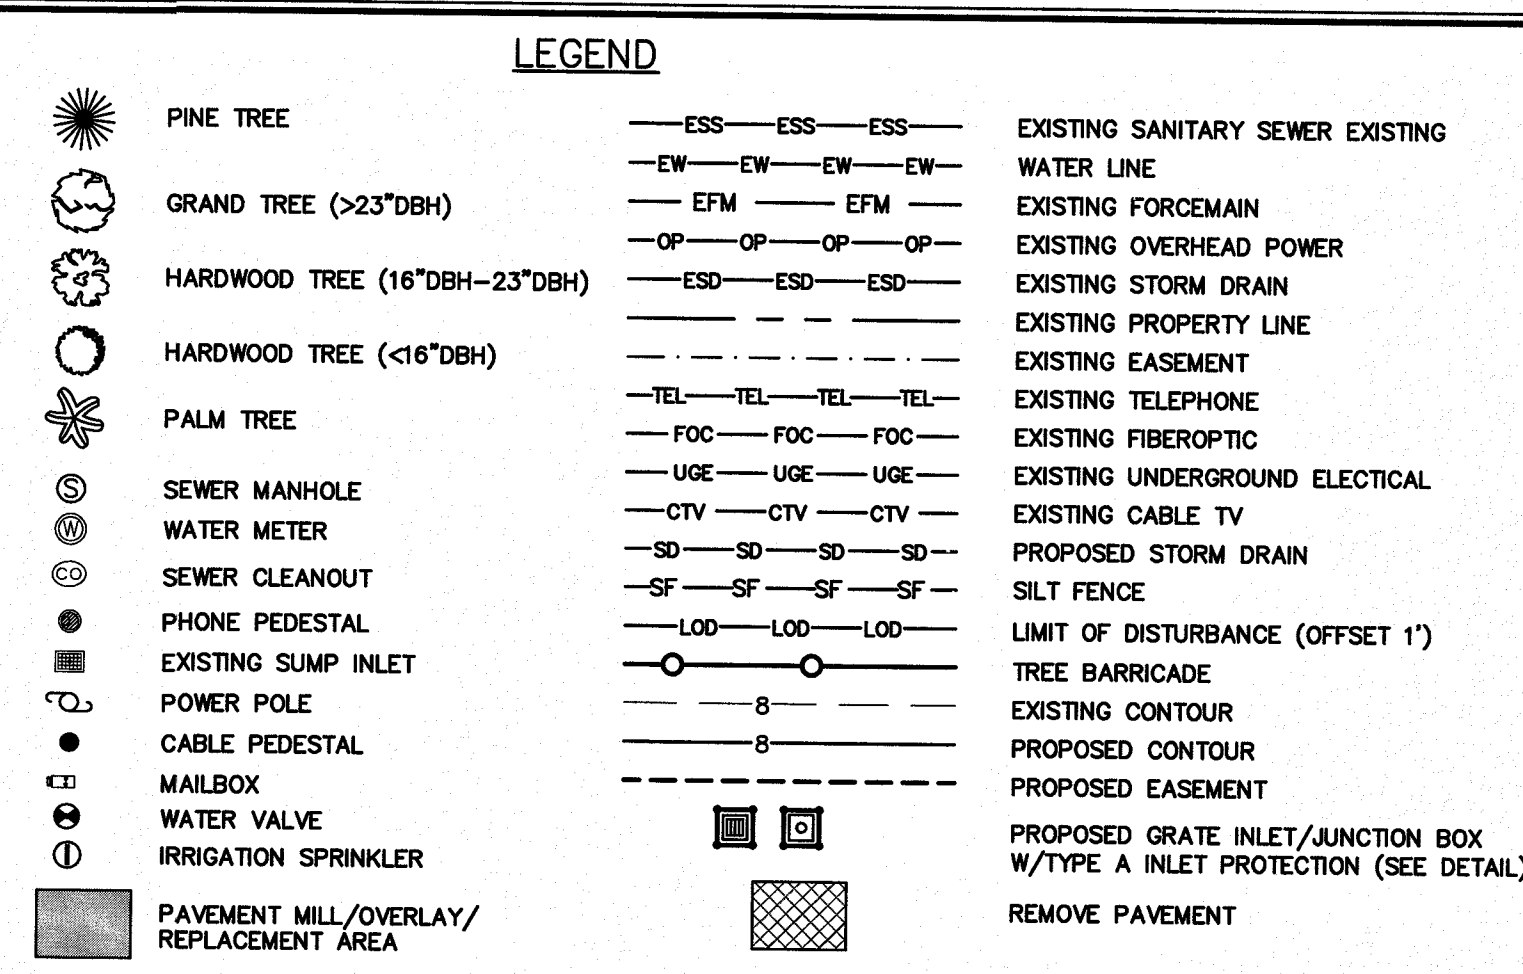 LEGEND
PINE TREE
GRAND TREE (>23"DBH)
HARDWOOD TREE (16"DBH-23"DBH)
HARDWOOD TREE (<16"DBH)
PALM TREE
S SEWER MANHOLE
W WATER METER
CO SEWER CLEANOUT
PHONE PEDESTAL
EXISTING SUMP INLET
POWER POLE
CABLE PEDESTAL
MAILBOX
WATER VALVE
IRRIGATION SPRINKLER
PAVEMENT MILL/OVERLAY/
REPLACEMENT AREA
ESS ESS ESS EXISTING SANITARY SEWER EXISTING
EW EW EW EW WATER LINE
EFM EFM EXISTING FORCEMAIN
OP OP OP OP EXISTING OVERHEAD POWER
ESD ESD ESD EXISTING STORM DRAIN
EXISTING PROPERTY LINE
EXISTING EASEMENT
TEL TEL TEL TEL EXISTING TELEPHONE
FOC FOC FOC EXISTING FIBEROPTIC
UGE UGE UGE EXISTING UNDERGROUND ELECTICAL
CTV CTV CTV EXISTING CABLE TV
SD SD SD SD PROPOSED STORM DRAIN
SF SF SF SF SILT FENCE
LOD LOD LOD LIMIT OF DISTURBANCE (OFFSET 1')
TREE BARRICADE
8 EXISTING CONTOUR
8 PROPOSED CONTOUR
PROPOSED EASEMENT
PROPOSED GRATE INLET/JUNCTION BOX
W/TYPE A INLET PROTECTION (SEE DETAIL)
REMOVE PAVEMENT